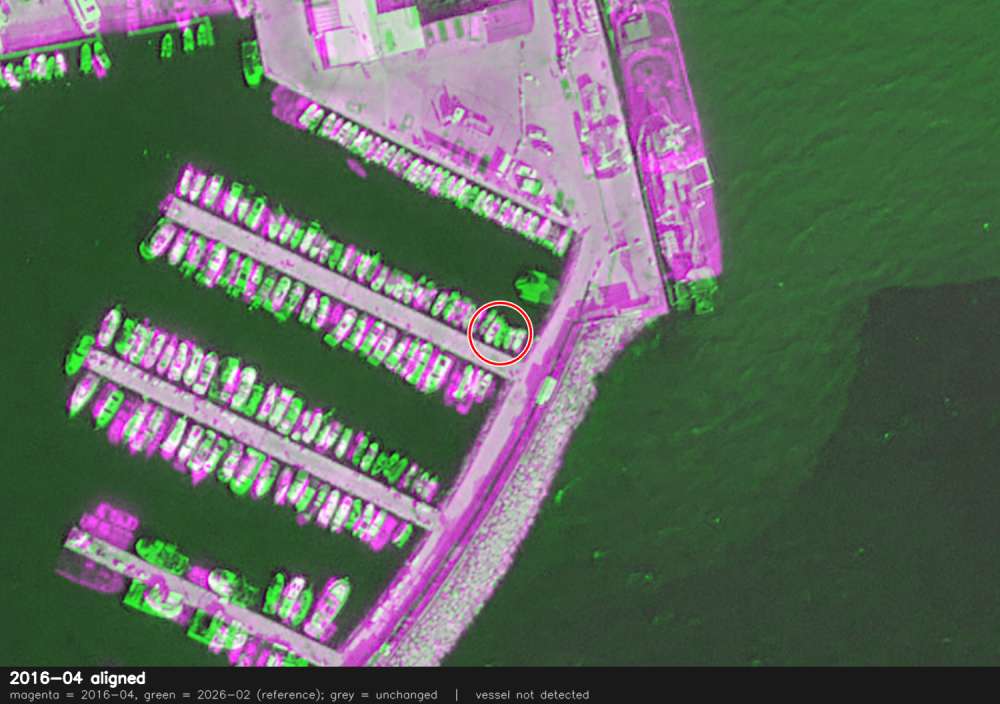 2016-04 aligned
magenta = 2016-04, green = 2026-02 (reference); grey = unchanged | vessel not detected